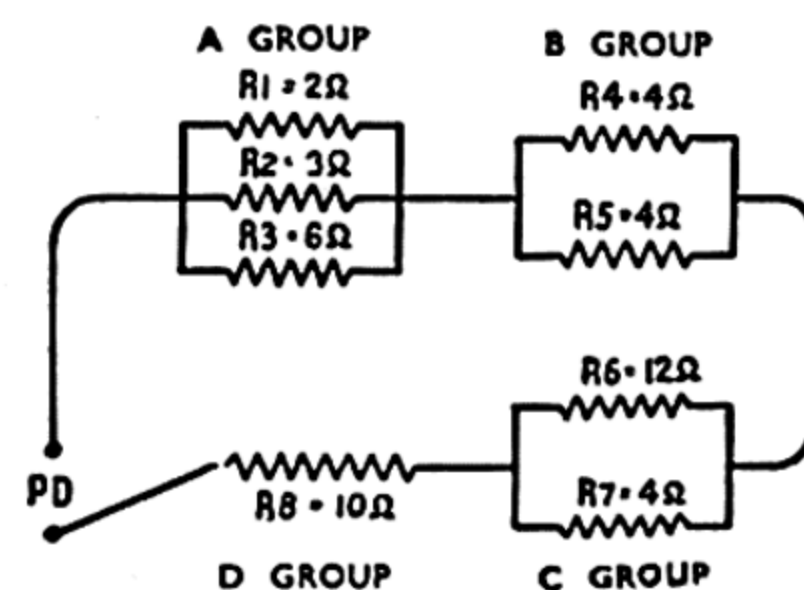 A GROUP
B GROUP
R1 = 2Ω
R4 = 4Ω
R2 = 3Ω
R5 = 4Ω
R3 = 6Ω
R6 = 12Ω
PD
R7 = 4Ω
R8 = 10Ω
D GROUP
C GROUP